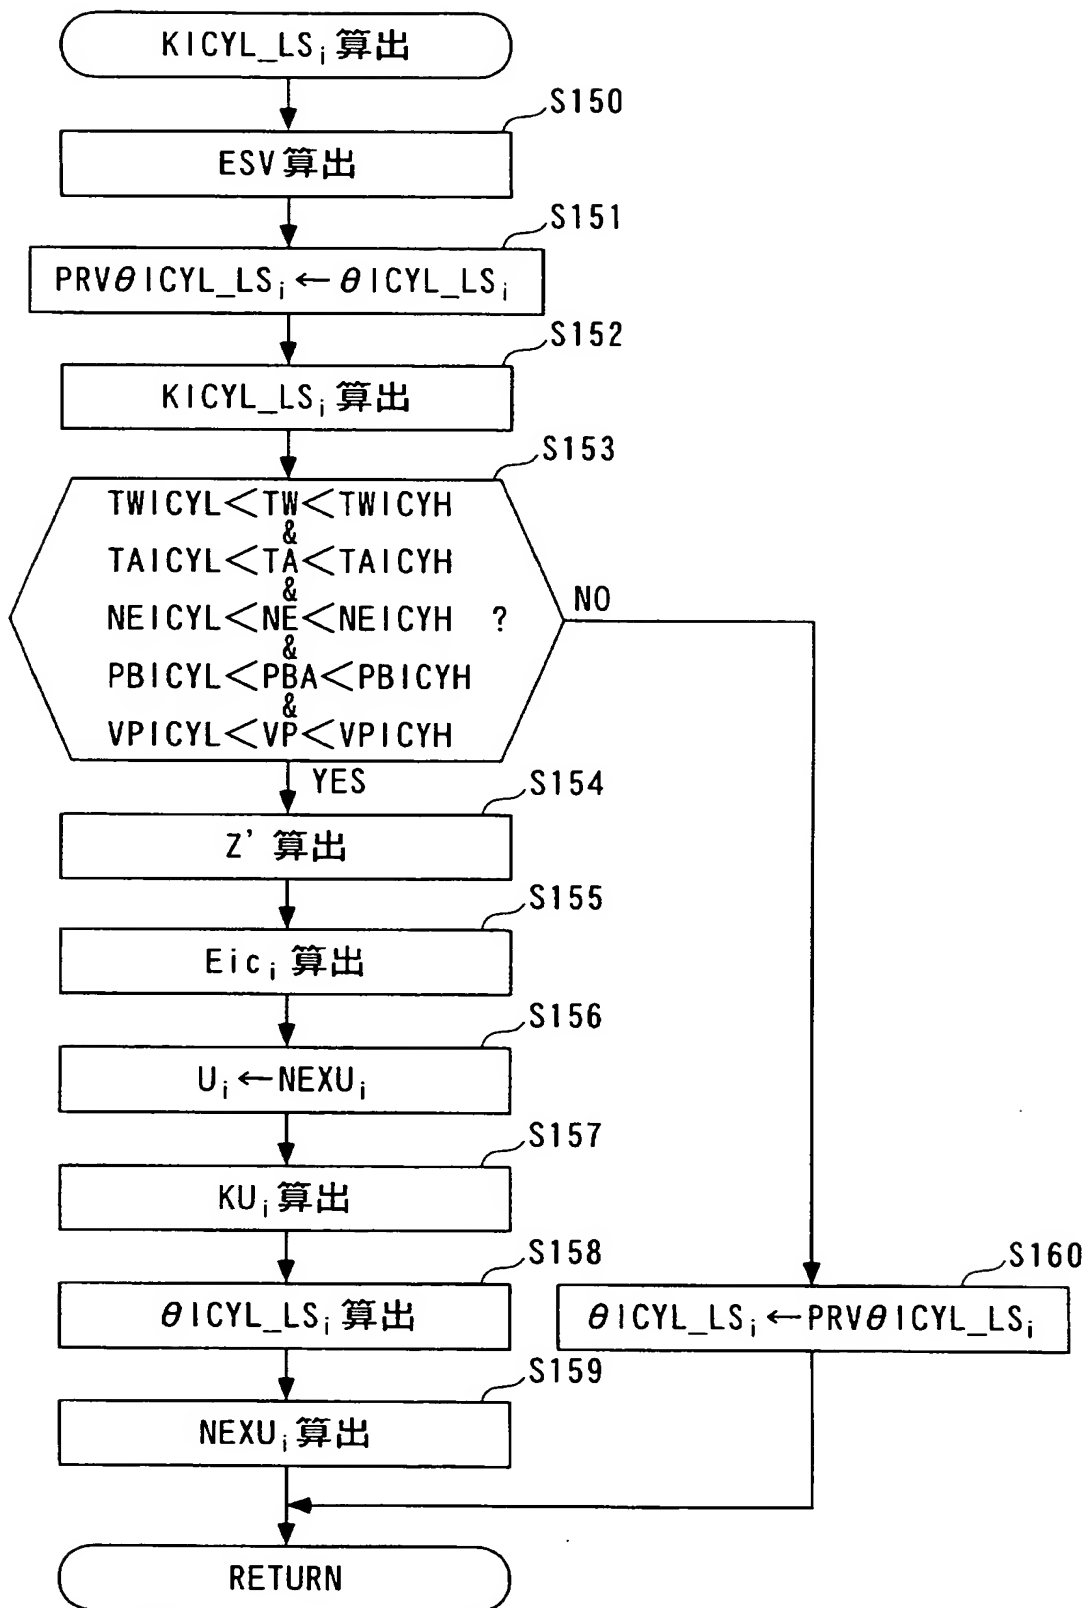 KICYL_LSi 算出
S150
ESV算出
S151
PRVθICYL_LSi←θICYL_LSi
S152
KICYL_LSi 算出
S153
TWICYL<TW<TWICYH
&
TAICYL<TA<TAICYH
&
NEICYL<NE<NEICYH ?
&
PBICYL<PBA<PBICYH
&
VPICYL<VP<VPICYH
NO
YES
S154
Z' 算出
S155
Eici 算出
S156
Ui←NEXUi
S157
KUi 算出
S158
θICYL_LSi 算出
S160
θICYL_LSi←PRVθICYL_LSi
S159
NEXUi 算出
RETURN